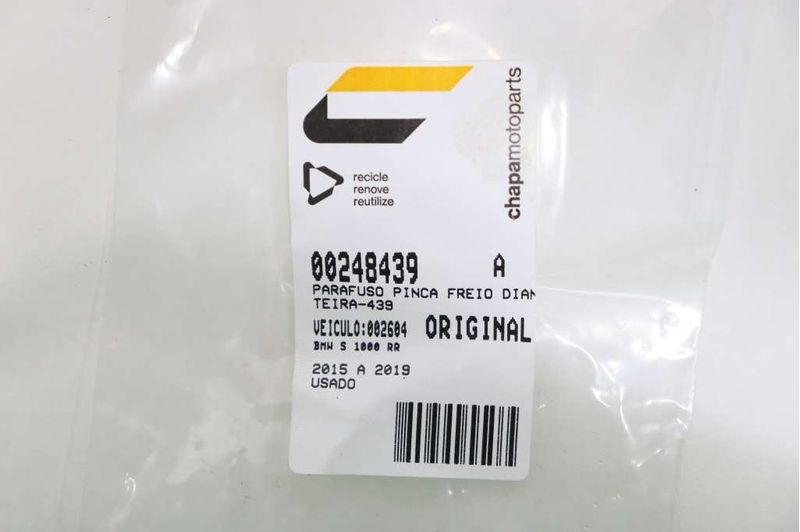 chapamotoparts
recicle
renove
reutilize
00248439 A
PARAFUSO PINCA FREIO DIAN
TEIRA-439
VEICULO:002604 ORIGINAL
BMW S 1000 RR
2015 A 2019
USADO